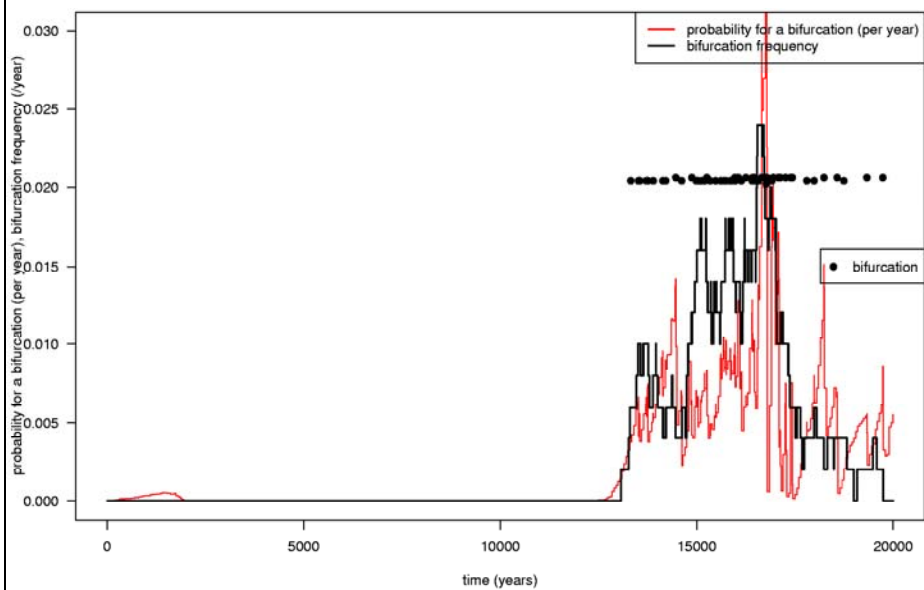 probability for a bifurcation (per year)
bifurcation frequency
bifurcation
probability for a bifurcation (per year), bifurcation frequency (/year)
0.030
0.025
0.020
0.015
0.010
0.005
0.000
0
5000
10000
15000
20000
time (years)